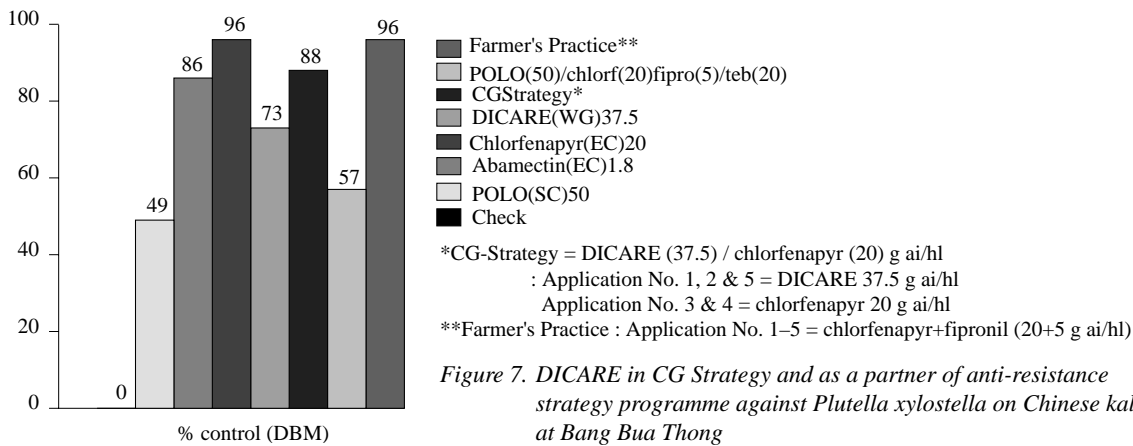 100
80
60
40
20
0
0
49
86
96
73
88
57
96
% control (DBM)
Farmer's Practice**
POLO(50)/chlorf(20)fipro(5)/teb(20)
CGStrategy*
DICARE(WG)37.5
Chlorfenapyr(EC)20
Abamectin(EC)1.8
POLO(SC)50
Check
*CG-Strategy = DICARE (37.5) / chlorfenapyr (20) g ai/hl
: Application No. 1, 2 & 5 = DICARE 37.5 g ai/hl
Application No. 3 & 4 = chlorfenapyr 20 g ai/hl
**Farmer's Practice : Application No. 1–5 = chlorfenapyr+fipronil (20+5 g ai/hl)
Figure 7. DICARE in CG Strategy and as a partner of anti-resistance
strategy programme against Plutella xylostella on Chinese kal
at Bang Bua Thong